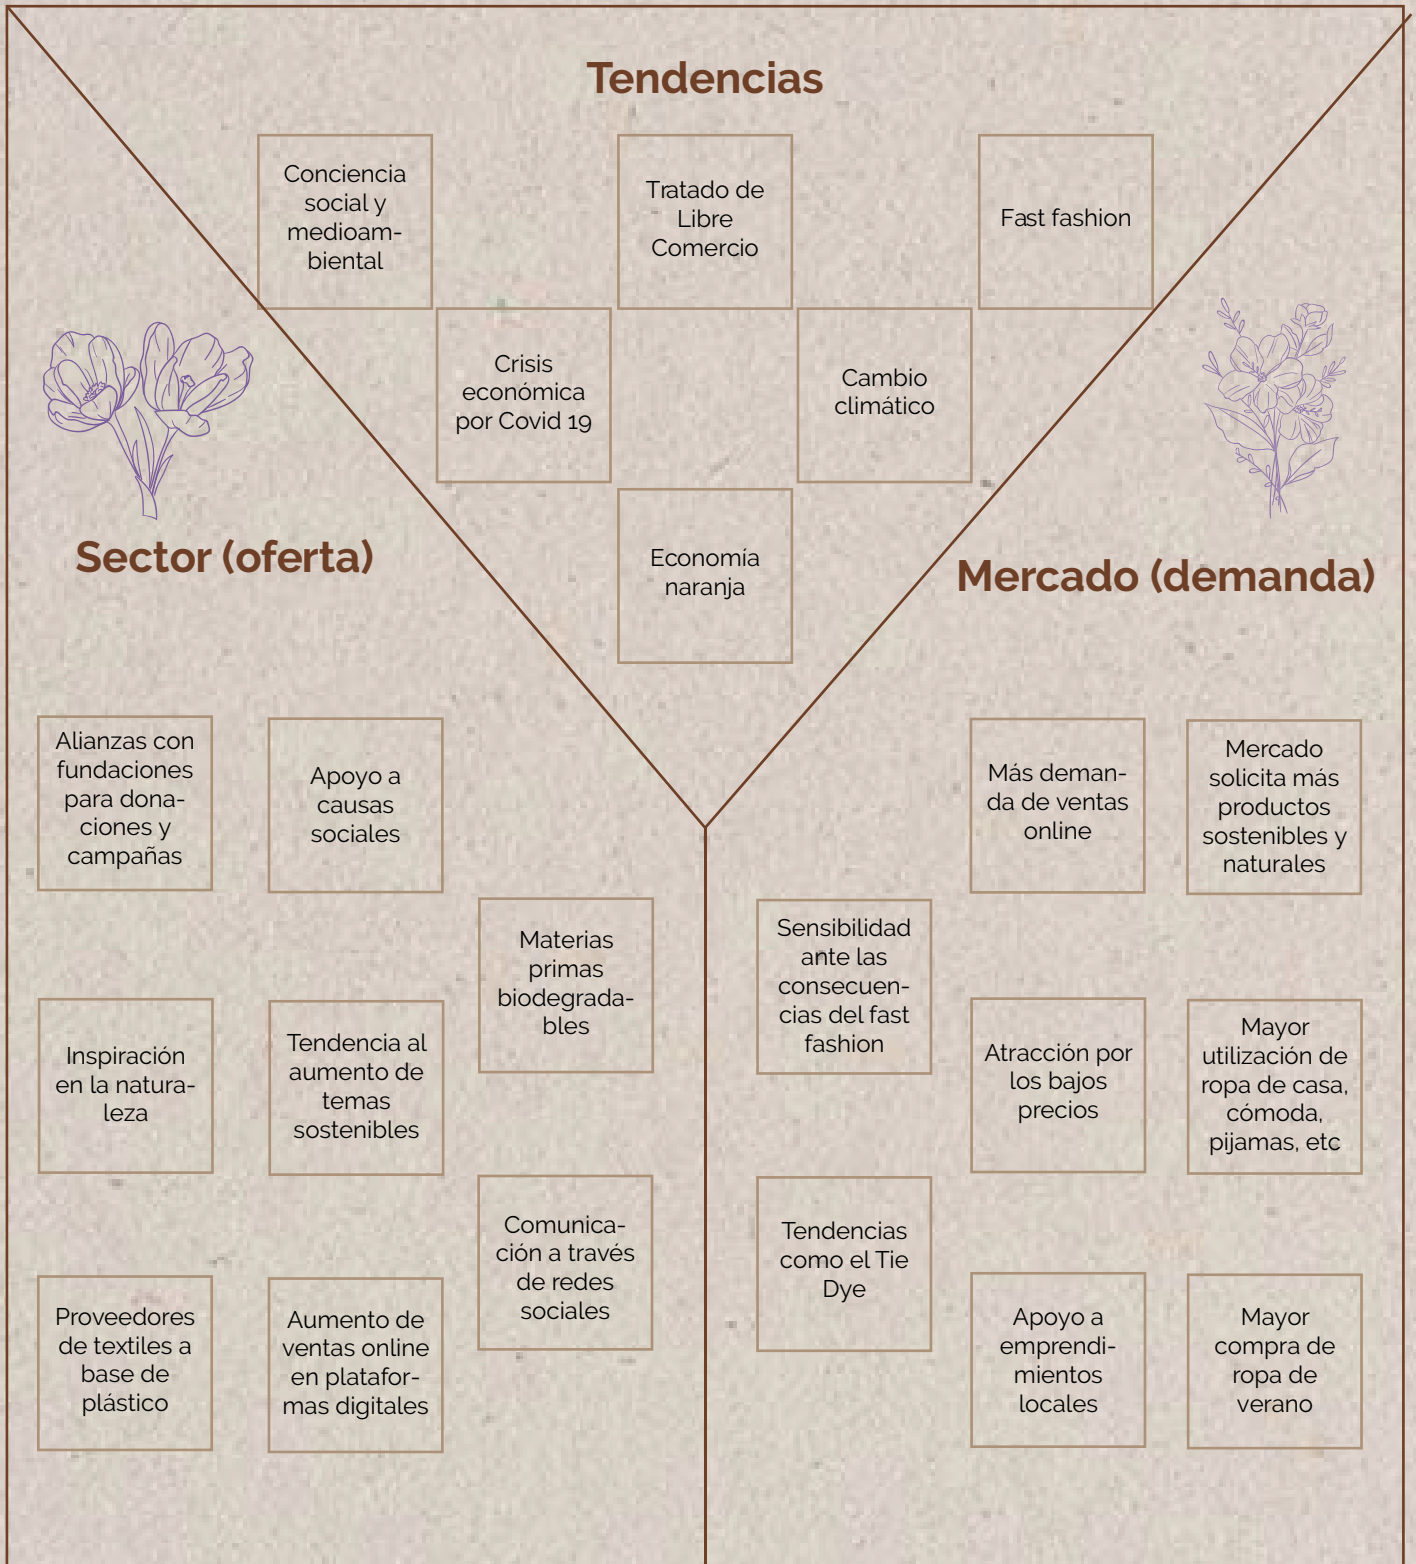 Tendencias
Conciencia
social y
medioam-
biental
Tratado de
Libre
Comercio
Fast fashion
Crisis
económica
por Covid 19
Cambio
climático
Economía
naranja
Sector (oferta)
Alianzas con
fundaciones
para dona-
ciones y
campañas
Apoyo a
causas
sociales
Materias
primas
biodegrada-
bles
Inspiración
en la natura-
leza
Tendencia al
aumento de
temas
sostenibles
Comunica-
ción a través
de redes
sociales
Proveedores
de textiles a
base de
plástico
Aumento de
ventas online
en platafor-
mas digitales
Mercado (demanda)
Más deman-
da de ventas
online
Mercado
solicita más
productos
sostenibles y
naturales
Sensibilidad
ante las
consecuen-
cias del fast
fashion
Atracción por
los bajos
precios
Mayor
utilización de
ropa de casa,
cómoda,
pijamas, etc
Tendencias
como el Tie
Dye
Apoyo a
emprendi-
mientos
locales
Mayor
compra de
ropa de
verano